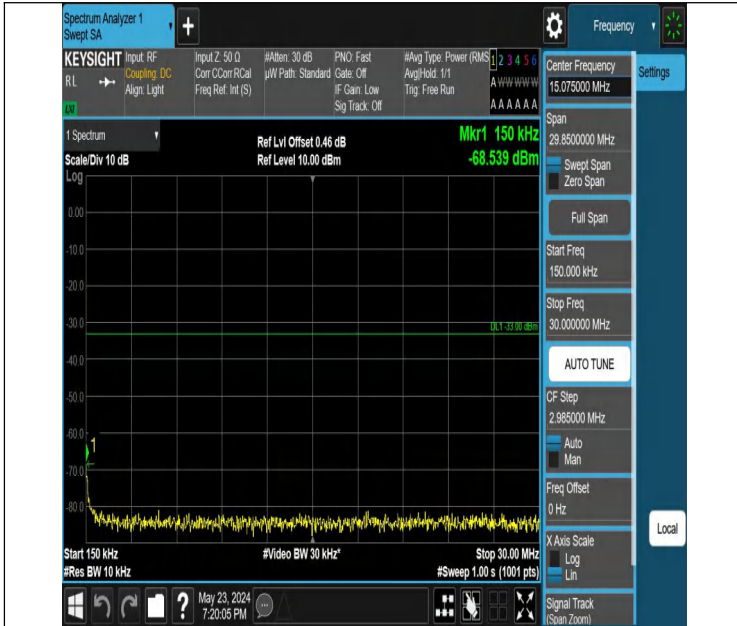 Spectrum Analyzer 1
Swept SA
+
Frequency
KEYSIGHT
RL
Input: RF
Coupling: DC
Align: Light
Input Z: 50 Ω
Corr CCorr RCal
Freq Ref: Int (S)
#Atten: 30 dB
µW Path: Standard
PNO: Fast
Gate: Off
IF Gain: Low
Sig Track: Off
#Avg Type: Power (RMS
Avg|Hold: 1/1
Trig: Free Run
1 2 3 4 5 6
A W W W W W
A A A A A A
1 Spectrum
Scale/Div 10 dB
Log
Ref Lvl Offset 0.46 dB
Ref Level 10.00 dBm
Mkr1 150 kHz
-68.539 dBm
0.00
-10.0
-20.0
-30.0
DL1 -33.00 dBm
-40.0
-50.0
-60.0
1
-70.0
-80.0
Start 150 kHz
#Res BW 10 kHz
#Video BW 30 kHz*
Stop 30.00 MHz
#Sweep 1.00 s (1001 pts)
?
May 23, 2024
7:20:05 PM
Center Frequency
15.075000 MHz
Settings
Span
29.8500000 MHz
Swept Span
Zero Span
Full Span
Start Freq
150.000 kHz
Stop Freq
30.000000 MHz
AUTO TUNE
CF Step
2.985000 MHz
Auto
Man
Freq Offset
0 Hz
Local
X Axis Scale
Log
Lin
Signal Track
(Span Zoom)